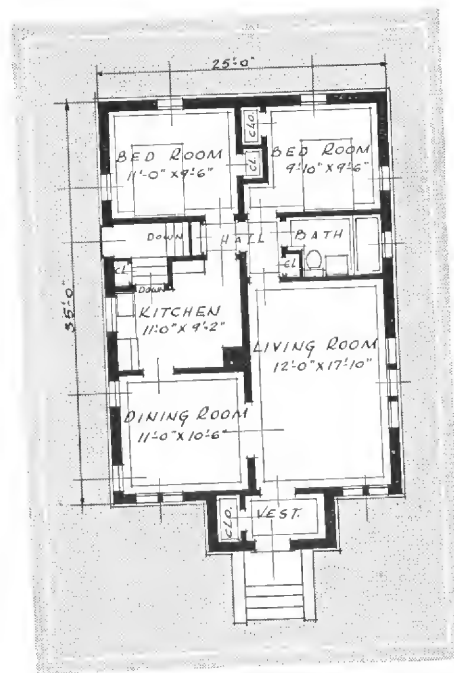 25'-0"
35'-0"
BED ROOM
11'-0" X 9'-6"
CLO.
CL.
BED ROOM
9'-10" X 9'-6"
DOWN
HALL
BATH
CL
CL
DOWN
KITCHEN
11'-0" X 9'-2"
LIVING ROOM
12'-0" X 17'-10"
DINING ROOM
11'-0" X 10'-6"
CLO.
VEST.